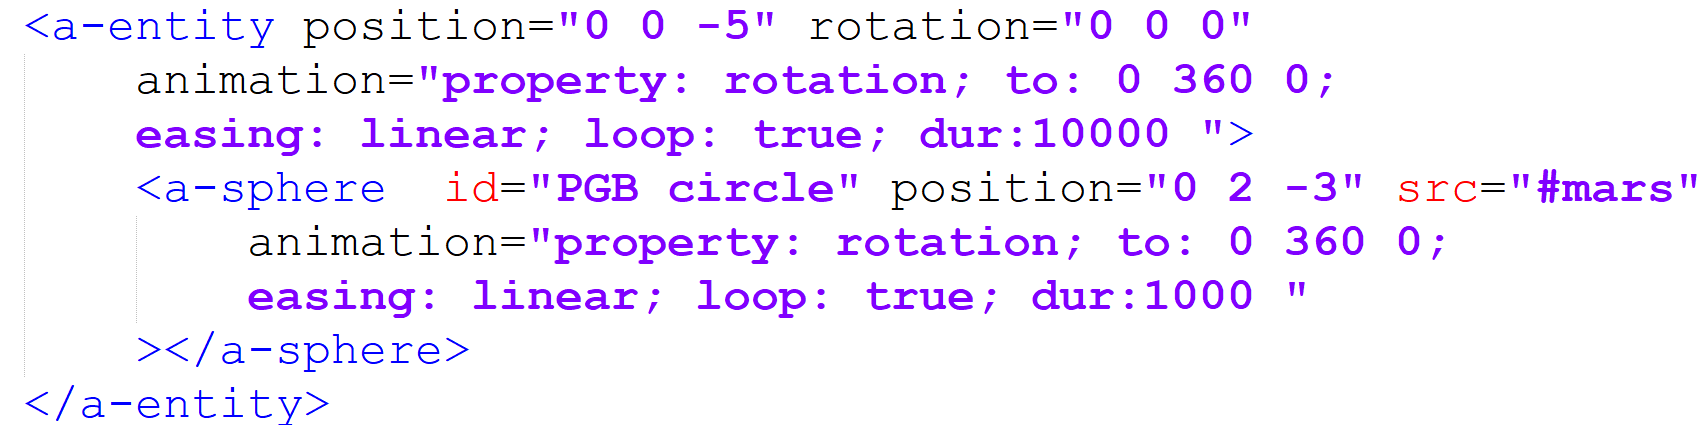 <a-entity position="0 0 -5" rotation="0 0 0"
animation="property: rotation; to: 0 360 0;
easing: linear; loop: true; dur:10000 ">
<a-sphere  id="PGB circle" position="0 2 -3" src="#mars"
animation="property: rotation; to: 0 360 0;
easing: linear; loop: true; dur:1000 "
></a-sphere>
</a-entity>